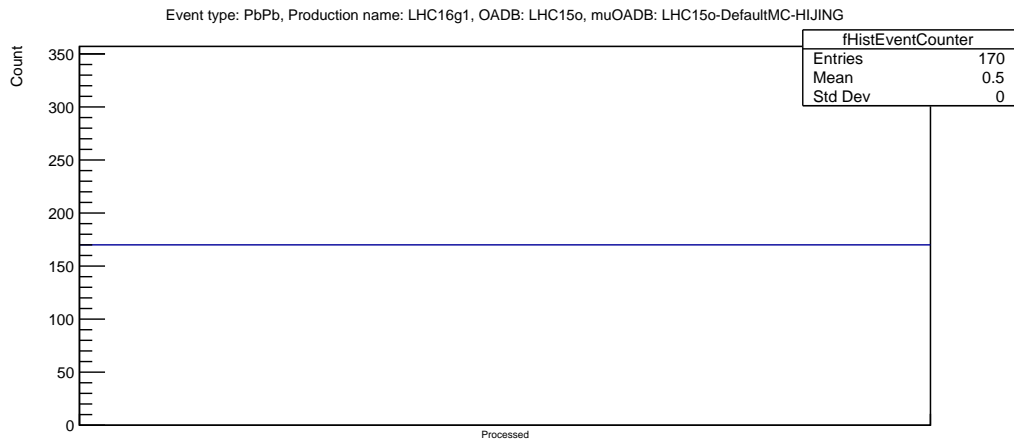 Event type: PbPb, Production name: LHC16g1, OADB: LHC15o, muOADB: LHC15o-DefaultMC-HIJING
fHistEventCounter
Entries 170
Mean 0.5
Std Dev 0
Count
350
300
250
200
150
100
50
0
Processed